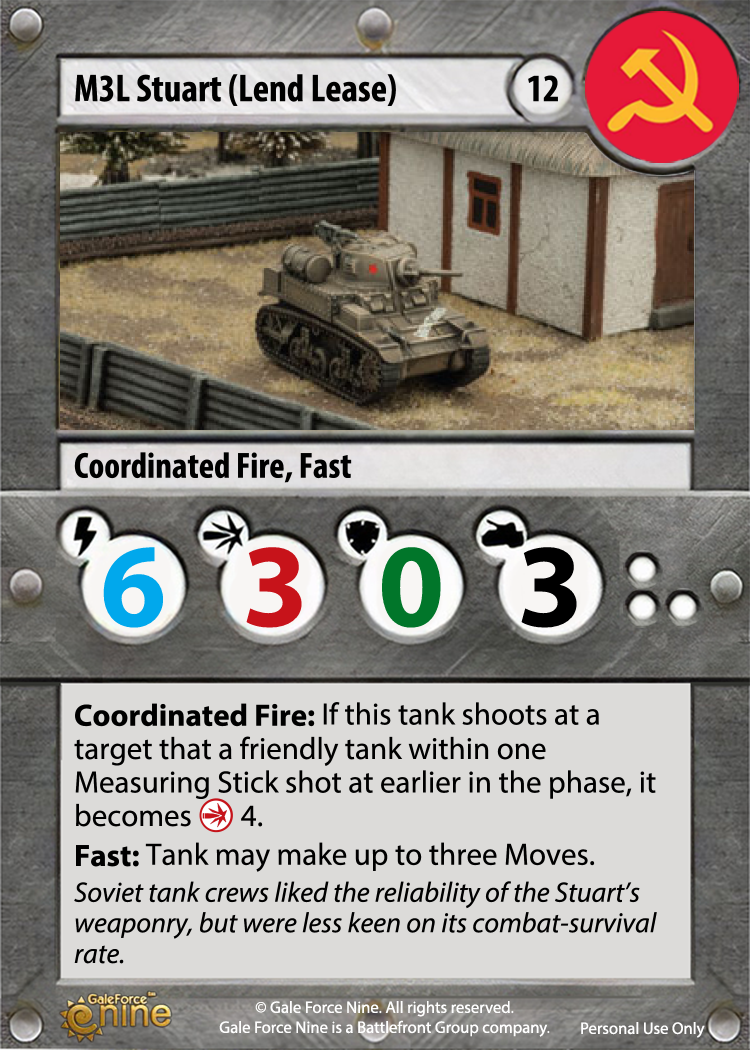 M3L Stuart (Lend Lease)
12
Coordinated Fire, Fast
6 3 0 3
Coordinated Fire: If this tank shoots at a
target that a friendly tank within one
Measuring Stick shot at earlier in the phase, it
becomes 4.
Fast: Tank may make up to three Moves.
Soviet tank crews liked the reliability of the Stuart's
weaponry, but were less keen on its combat-survival
rate.
GaleForce™
nine
© Gale Force Nine. All rights reserved.
Gale Force Nine is a Battlefront Group company.
Personal Use Only